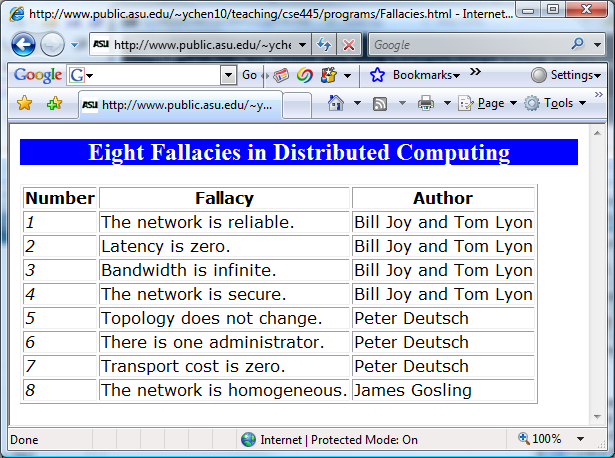 http://www.public.asu.edu/~ychen10/teaching/cse445/programs/Fallacies.html - Internet...
ASU http://www.public.asu.edu/~yche Google
Google G Go Bookmarks Settings
ASU http://www.public.asu.edu/~y... Page Tools
Eight Fallacies in Distributed Computing
Number Fallacy Author
1 The network is reliable. Bill Joy and Tom Lyon
2 Latency is zero. Bill Joy and Tom Lyon
3 Bandwidth is infinite. Bill Joy and Tom Lyon
4 The network is secure. Bill Joy and Tom Lyon
5 Topology does not change. Peter Deutsch
6 There is one administrator. Peter Deutsch
7 Transport cost is zero. Peter Deutsch
8 The network is homogeneous. James Gosling
Done Internet | Protected Mode: On 100%